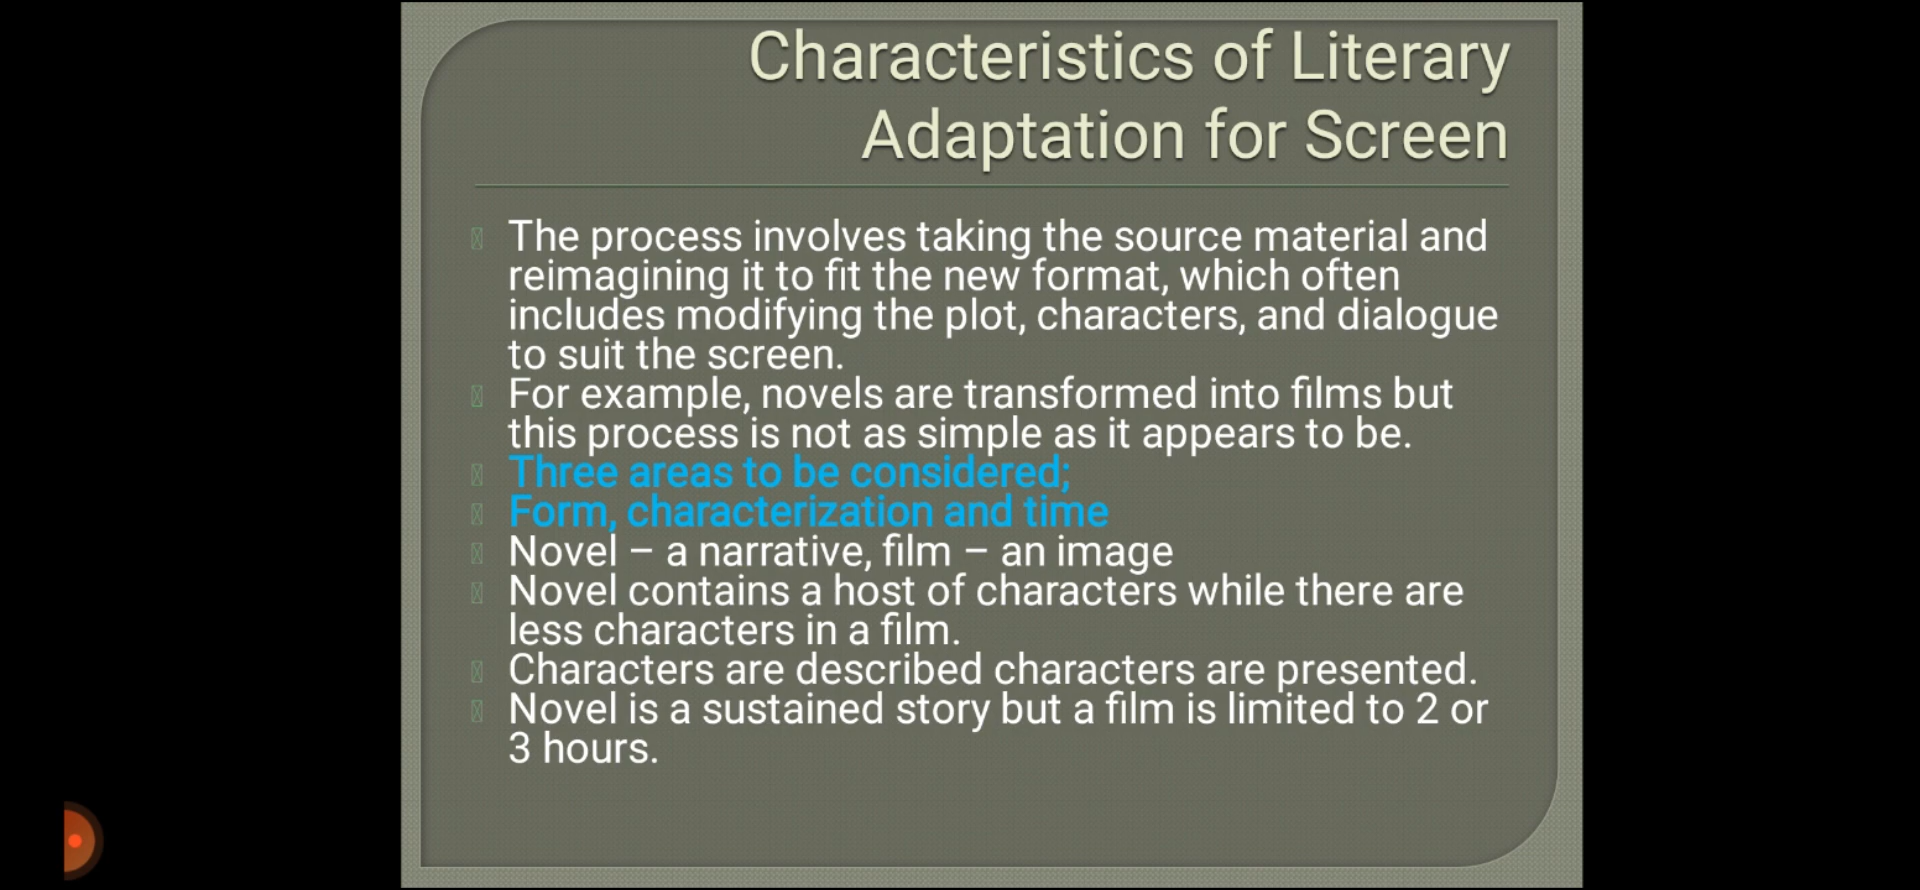 Characteristics of Literary
Adaptation for Screen
The process involves taking the source material and
reimagining it to fit the new format, which often
includes modifying the plot, characters, and dialogue
to suit the screen.
For example, novels are transformed into films but
this process is not as simple as it appears to be.
Three areas to be considered;
Form, characterization and time
Novel – a narrative, film – an image
Novel contains a host of characters while there are
less characters in a film.
Characters are described characters are presented.
Novel is a sustained story but a film is limited to 2 or
3 hours.